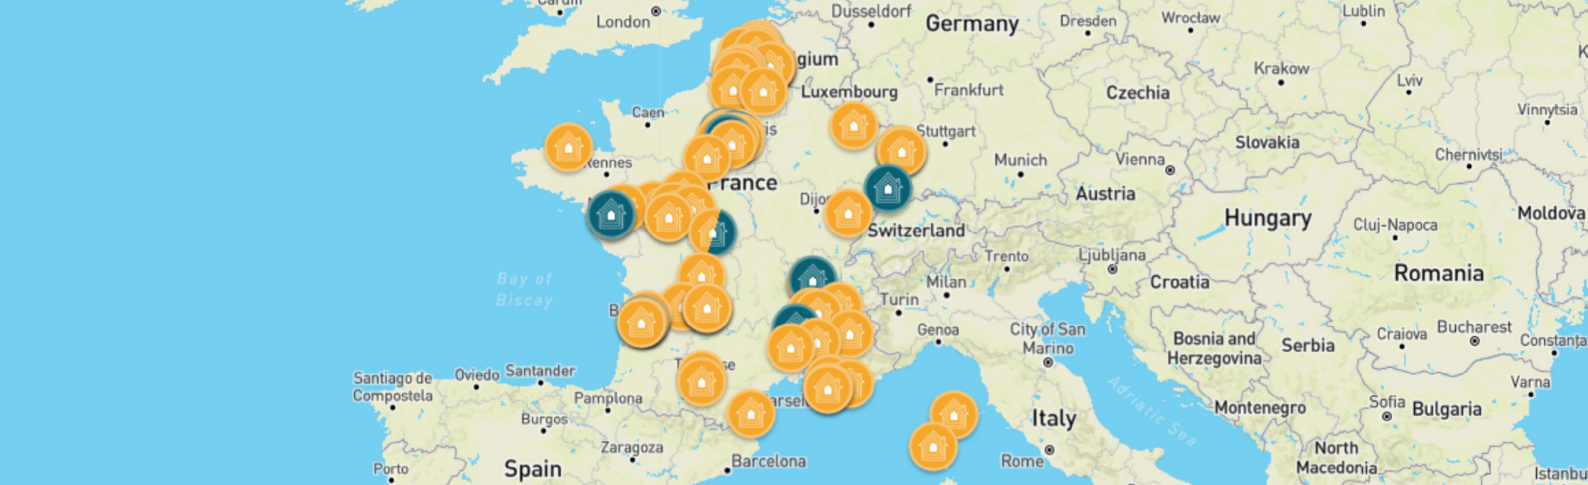 London
Dusseldorf
Germany
Dresden
Wrocław
Lublin
gium
Luxembourg
Frankfurt
Czechia
Krakow
Lviv
Vinnytsia
Caen
Stuttgart
Slovakia
Chernivtsi
Munich
Vienna
France
Austria
Hungary
Cluj-Napoca
Moldova
Switzerland
Trento
Ljubljana
Romania
Bay of
Biscay
Milan
Croatia
Turin
Genoa
City of San
Marino
Bosnia and
Herzegovina
Serbia
Craiova
Bucharest
Constanța
Santiago de
Compostela
Oviedo
Santander
Pamplona
Adriatic Sea
Varna
Sofia
Bulgaria
Burgos
Montenegro
Italy
Zaragoza
North
Macedonia
Porto
Spain
Barcelona
Rome
Istanbu